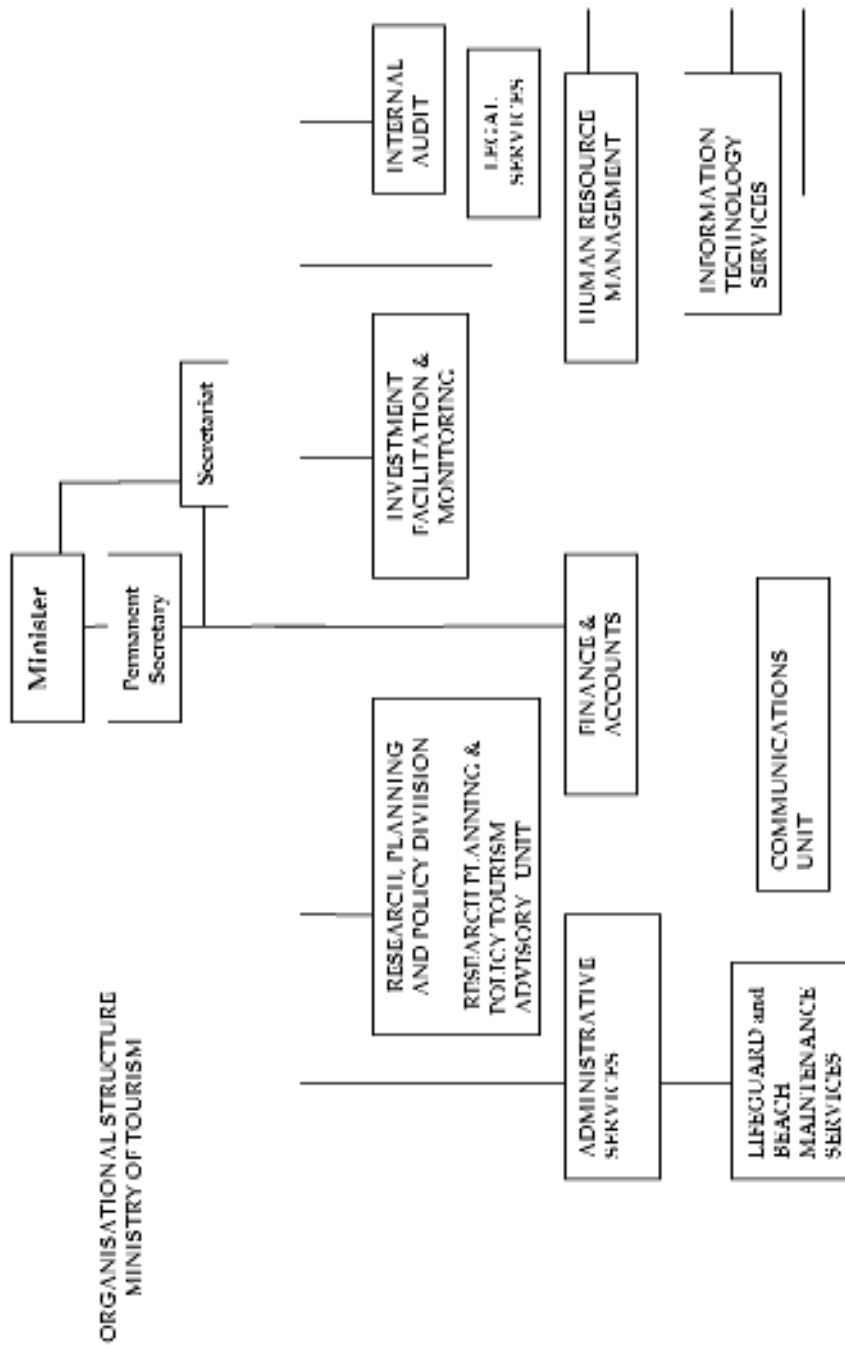 ORGANISATIONAL STRUCTURE
MINISTRY OF TOURISM
Minister
Permanent
Secretary
Secretariat
RESEARCH, PLANNING
AND POLICY DIVIISION
RESEARCH PLANNING &
POLICY TOURISM
ADVISORY UNIT
INVESTMENT
FACILITATION &
MONITORING
INTERNAL
AUDIT
LEGAL
SERVICES
ADMINISTRATIVE
SERVICES
FINANCE &
ACCOUNTS
HUMAN RESOURCE
MANAGEMENT
LIFEGUARD and
BEACH
MAINTENANCE
SERVICES
COMMUNICATIONS
UNIT
INFORMATION
TECHNOLOGY
SERVICES